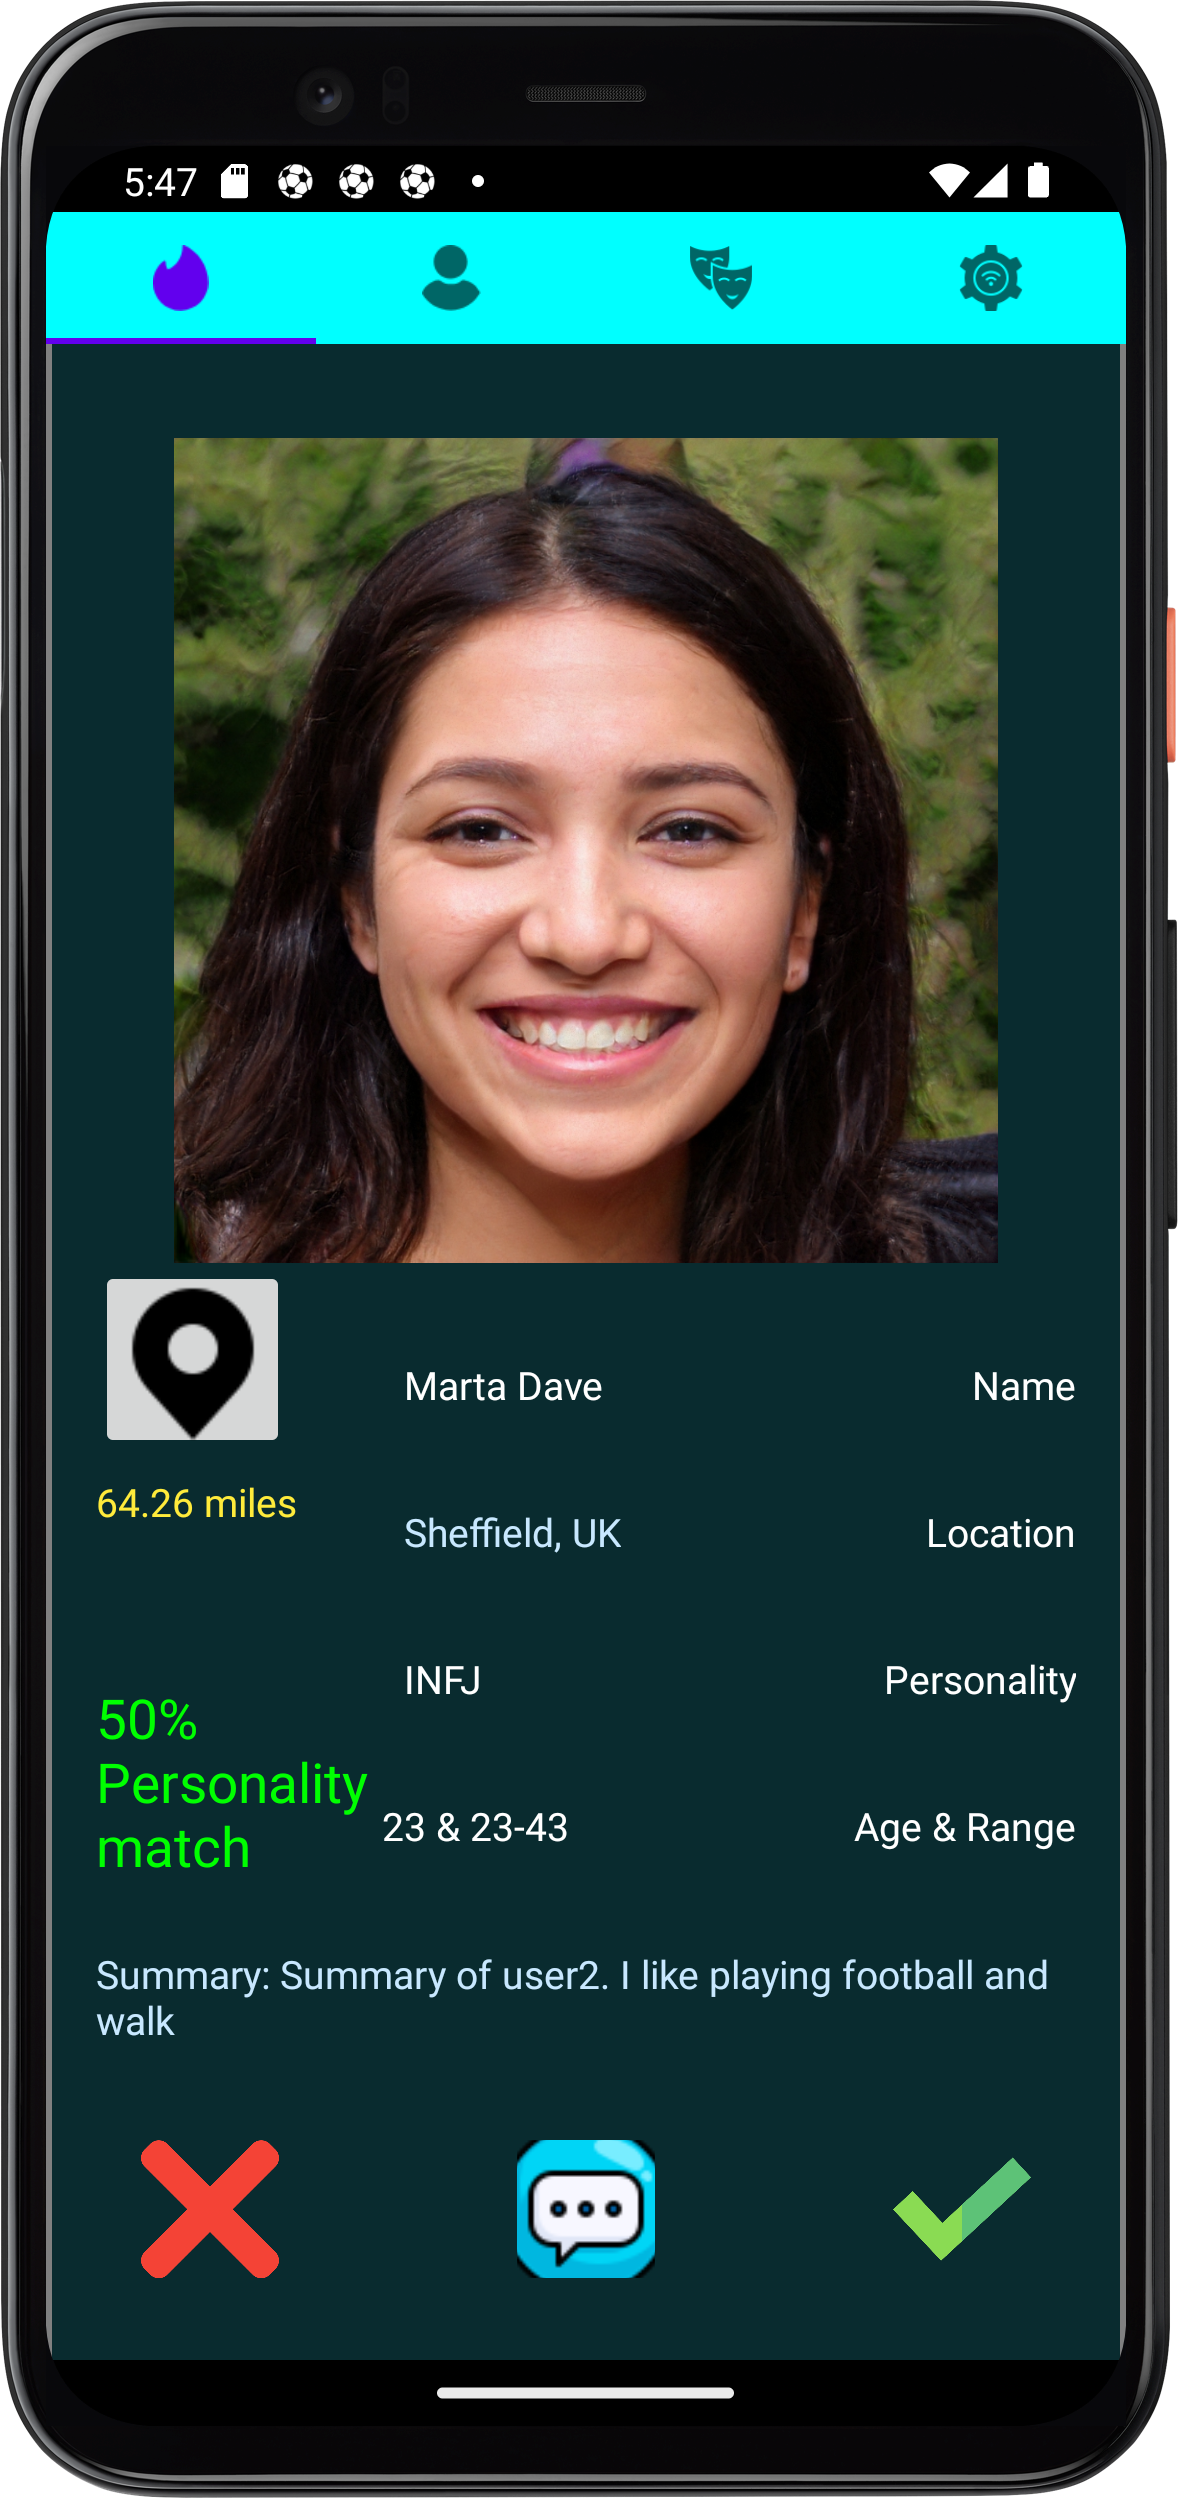 5:47
Marta Dave
Name
64.26 miles
Sheffield, UK
Location
INFJ
Personality
50%
Personality
match
23 & 23-43
Age & Range
Summary: Summary of user2. I like playing football and
walk